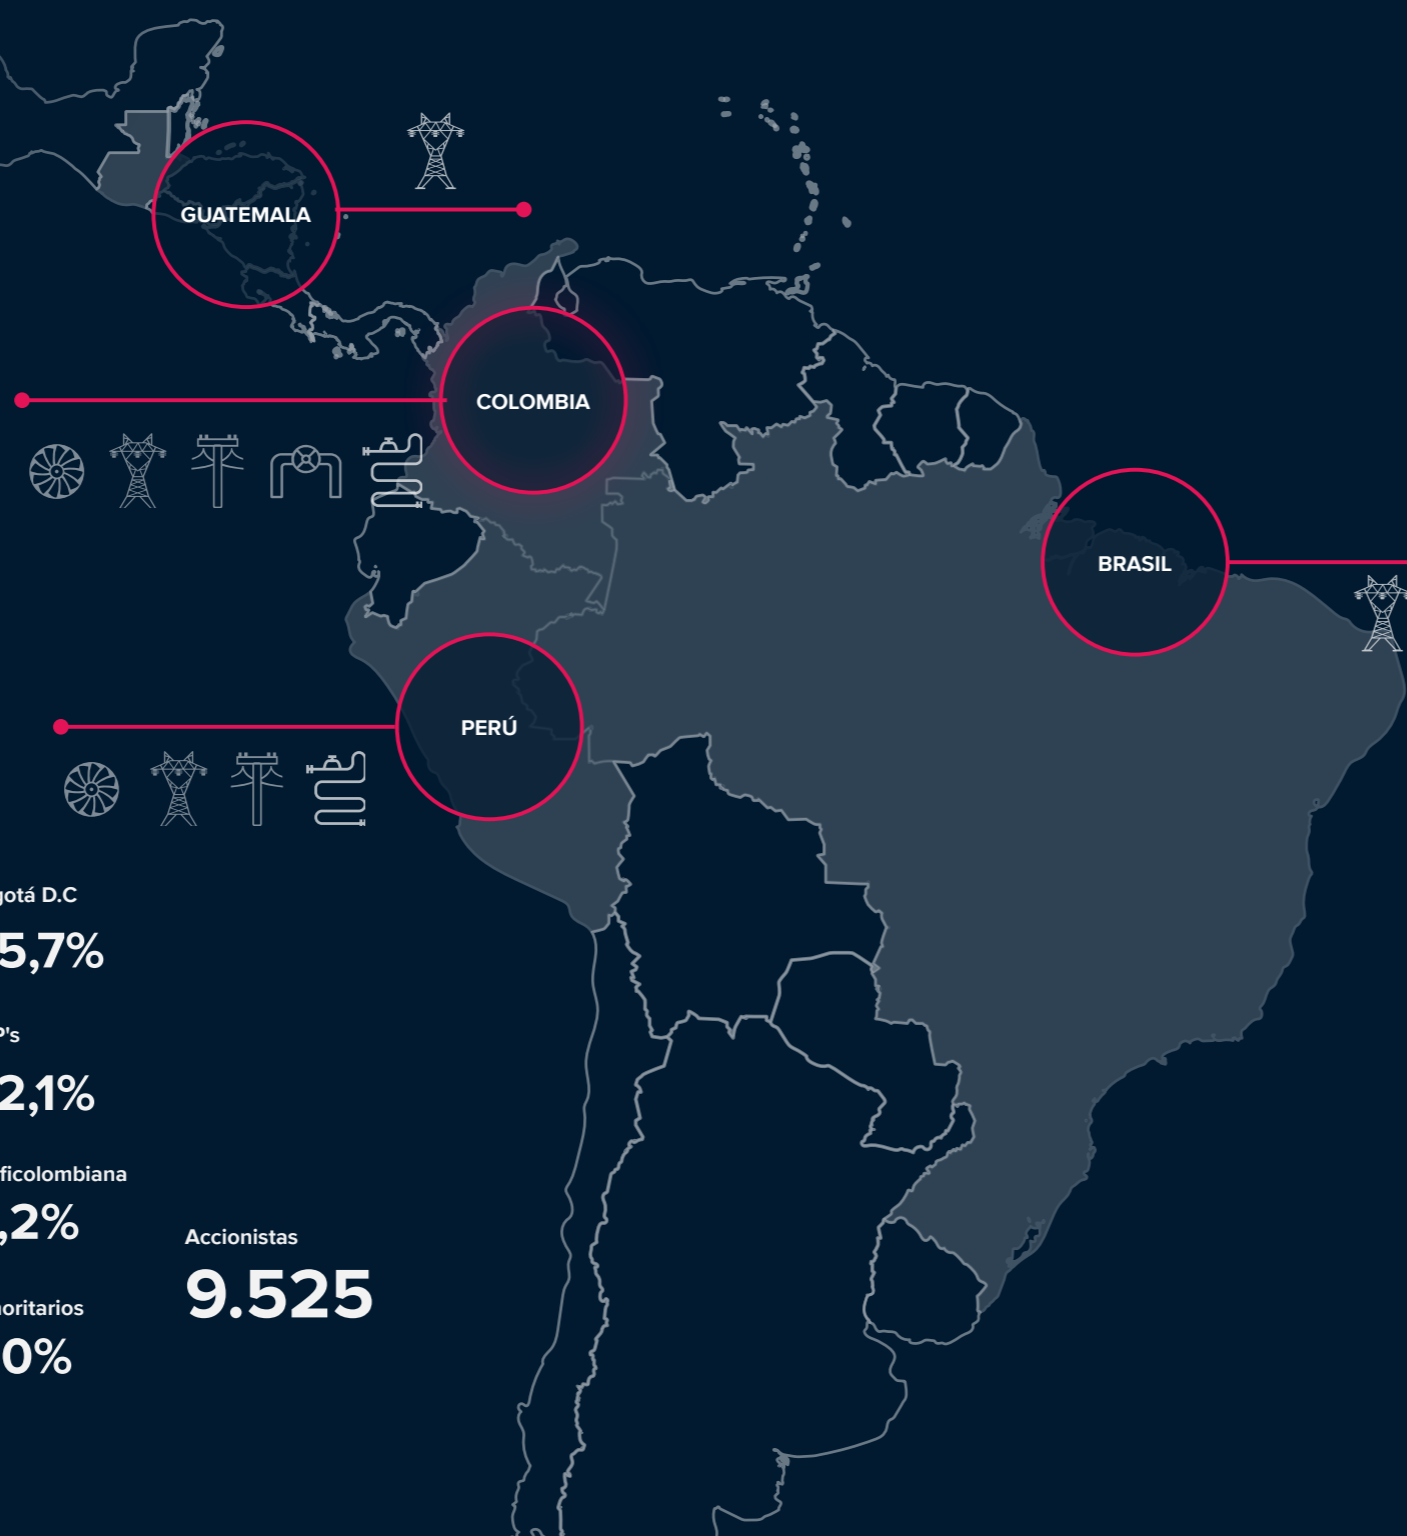 GUATEMALA
COLOMBIA
BRASIL
PERÚ
gotá D.C
5,7%
P's
2,1%
ficolombiana
,2%
Accionistas
9.525
noritarios
0%